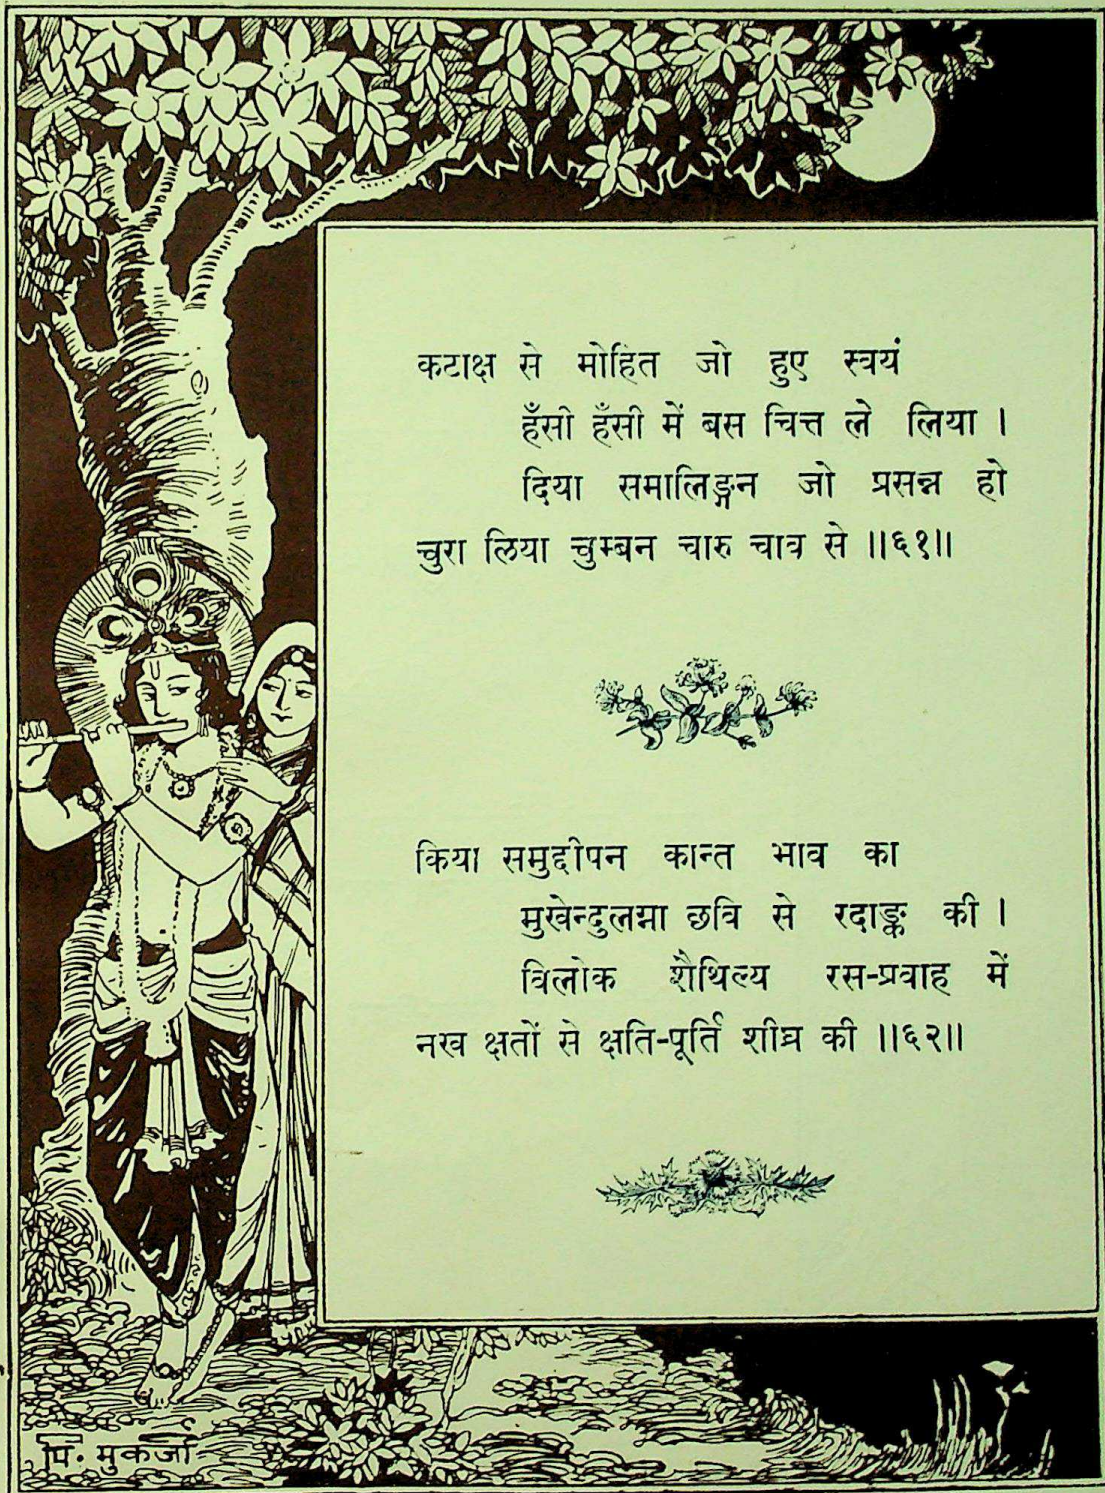 कटाक्ष से मोहित जो हुए स्वयं
हँसी हँसी में बस चित्त ले लिया ।
दिया समालिङ्गन जो प्रसन्न हो
चुरा लिया चुम्बन चारु चाव से ॥६१॥
किया समुद्दीपन कान्त भाव का
मुखेन्दुलग्ना छवि से रदाङ्क की ।
विलोक शैथिल्य रस-प्रवाह में
नख क्षतों से क्षति-पूर्ति शीघ्र की ॥६२॥
पि. मुकर्जी